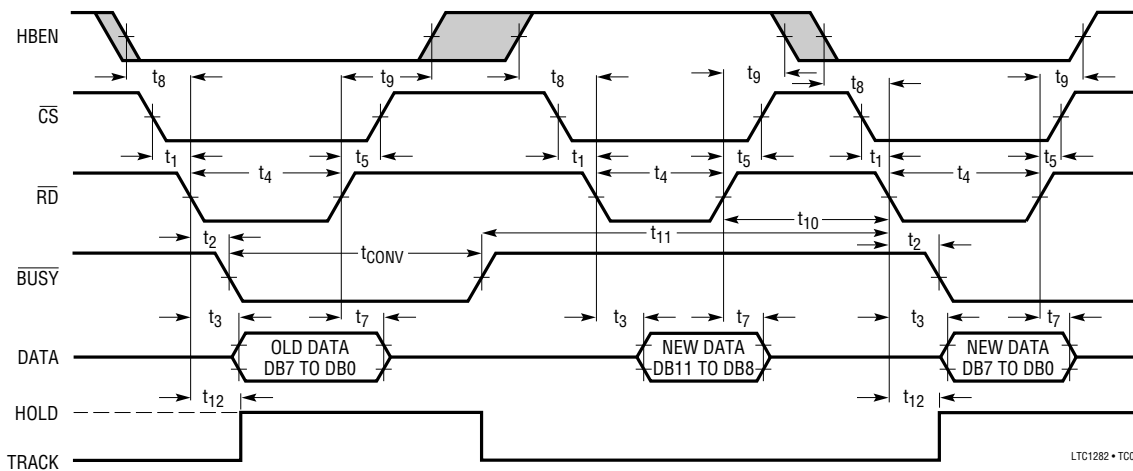 HBEN
t8 t9 t8 t9 t8 t9
CS
t1 t4 t5 t1 t4 t5 t1 t4 t5
RD
t2 tCONV t11 t10 t2
BUSY
t3 t7 t3 t7 t3 t7
DATA
OLD DATA
DB7 TO DB0
NEW DATA
DB11 TO DB8
NEW DATA
DB7 TO DB0
t12 t12
HOLD
TRACK
LTC1282 • TC0